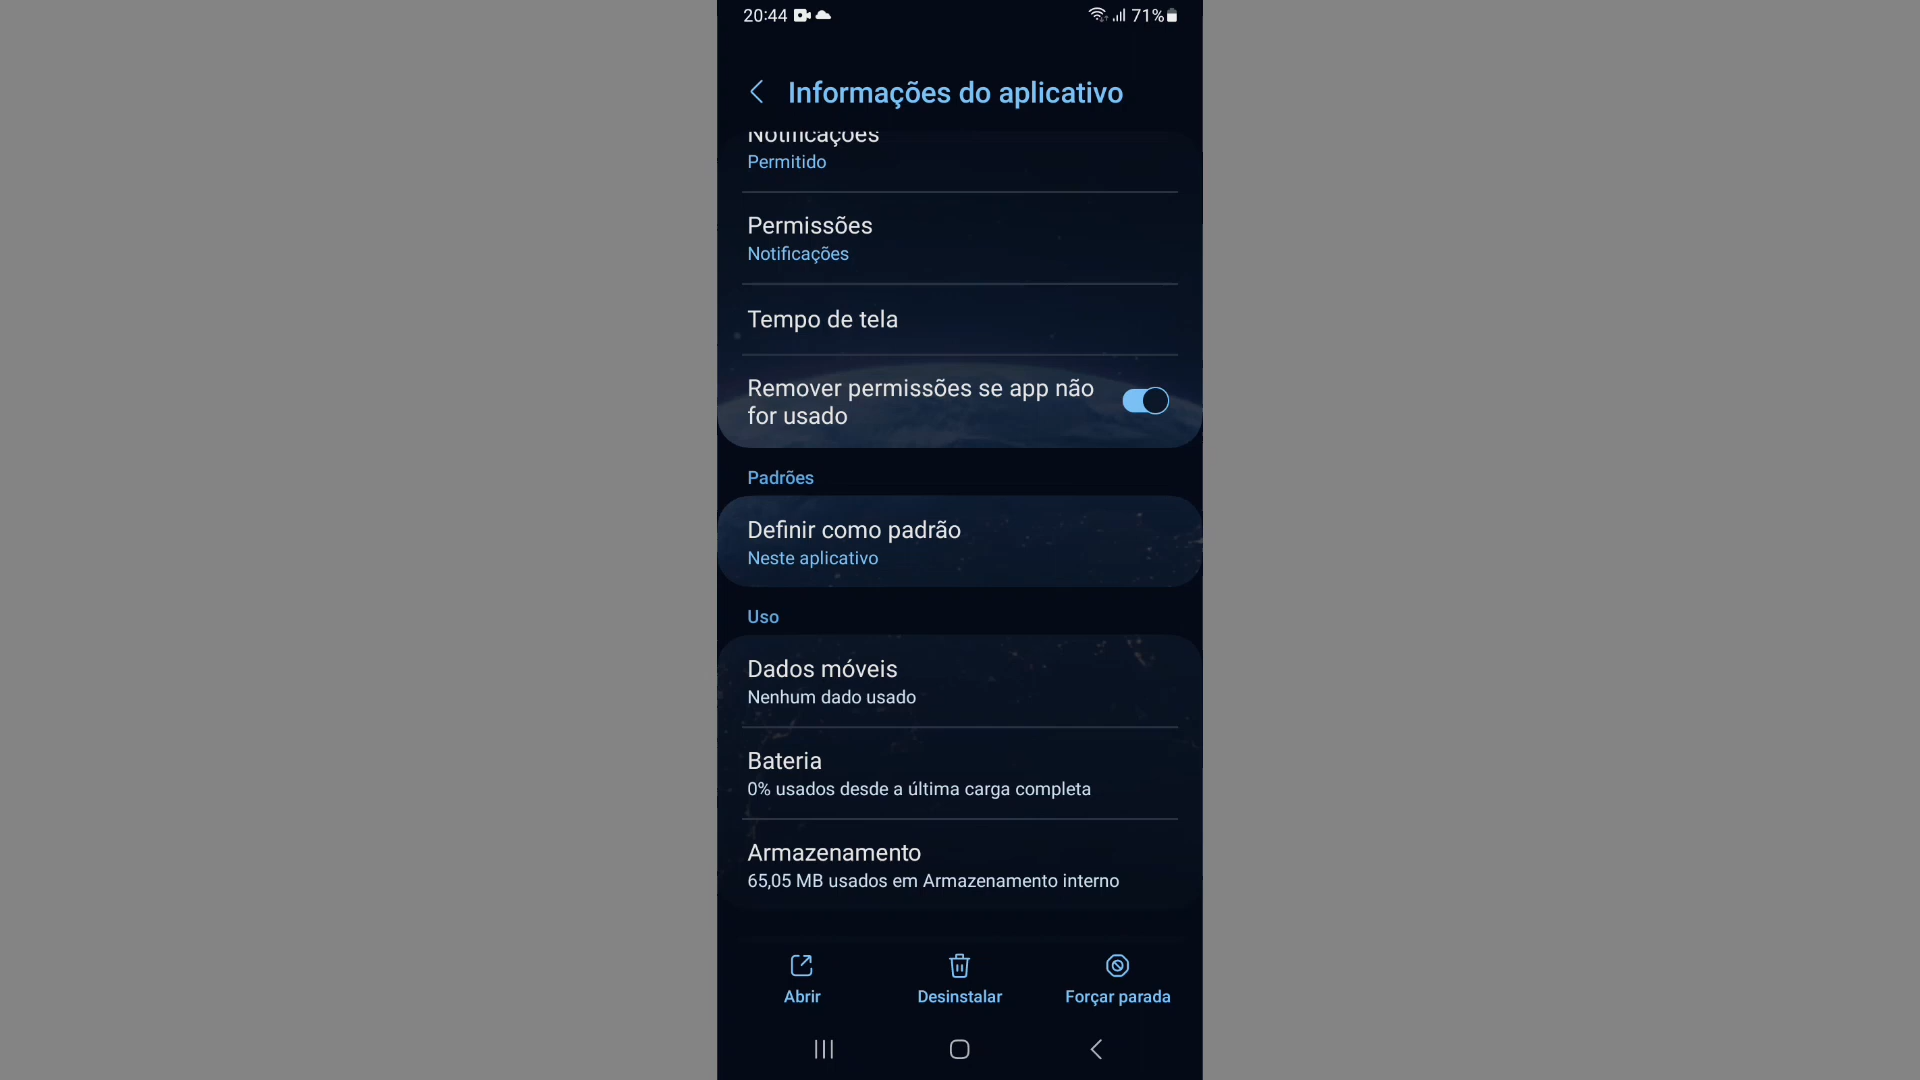 20:44 71%
Informações do aplicativo
Notificações
Permitido
Permissões
Notificações
Tempo de tela
Remover permissões se app não
for usado
Padrões
Definir como padrão
Neste aplicativo
Uso
Dados móveis
Nenhum dado usado
Bateria
0% usados desde a última carga completa
Armazenamento
65,05 MB usados em Armazenamento interno
Abrir Desinstalar Forçar parada